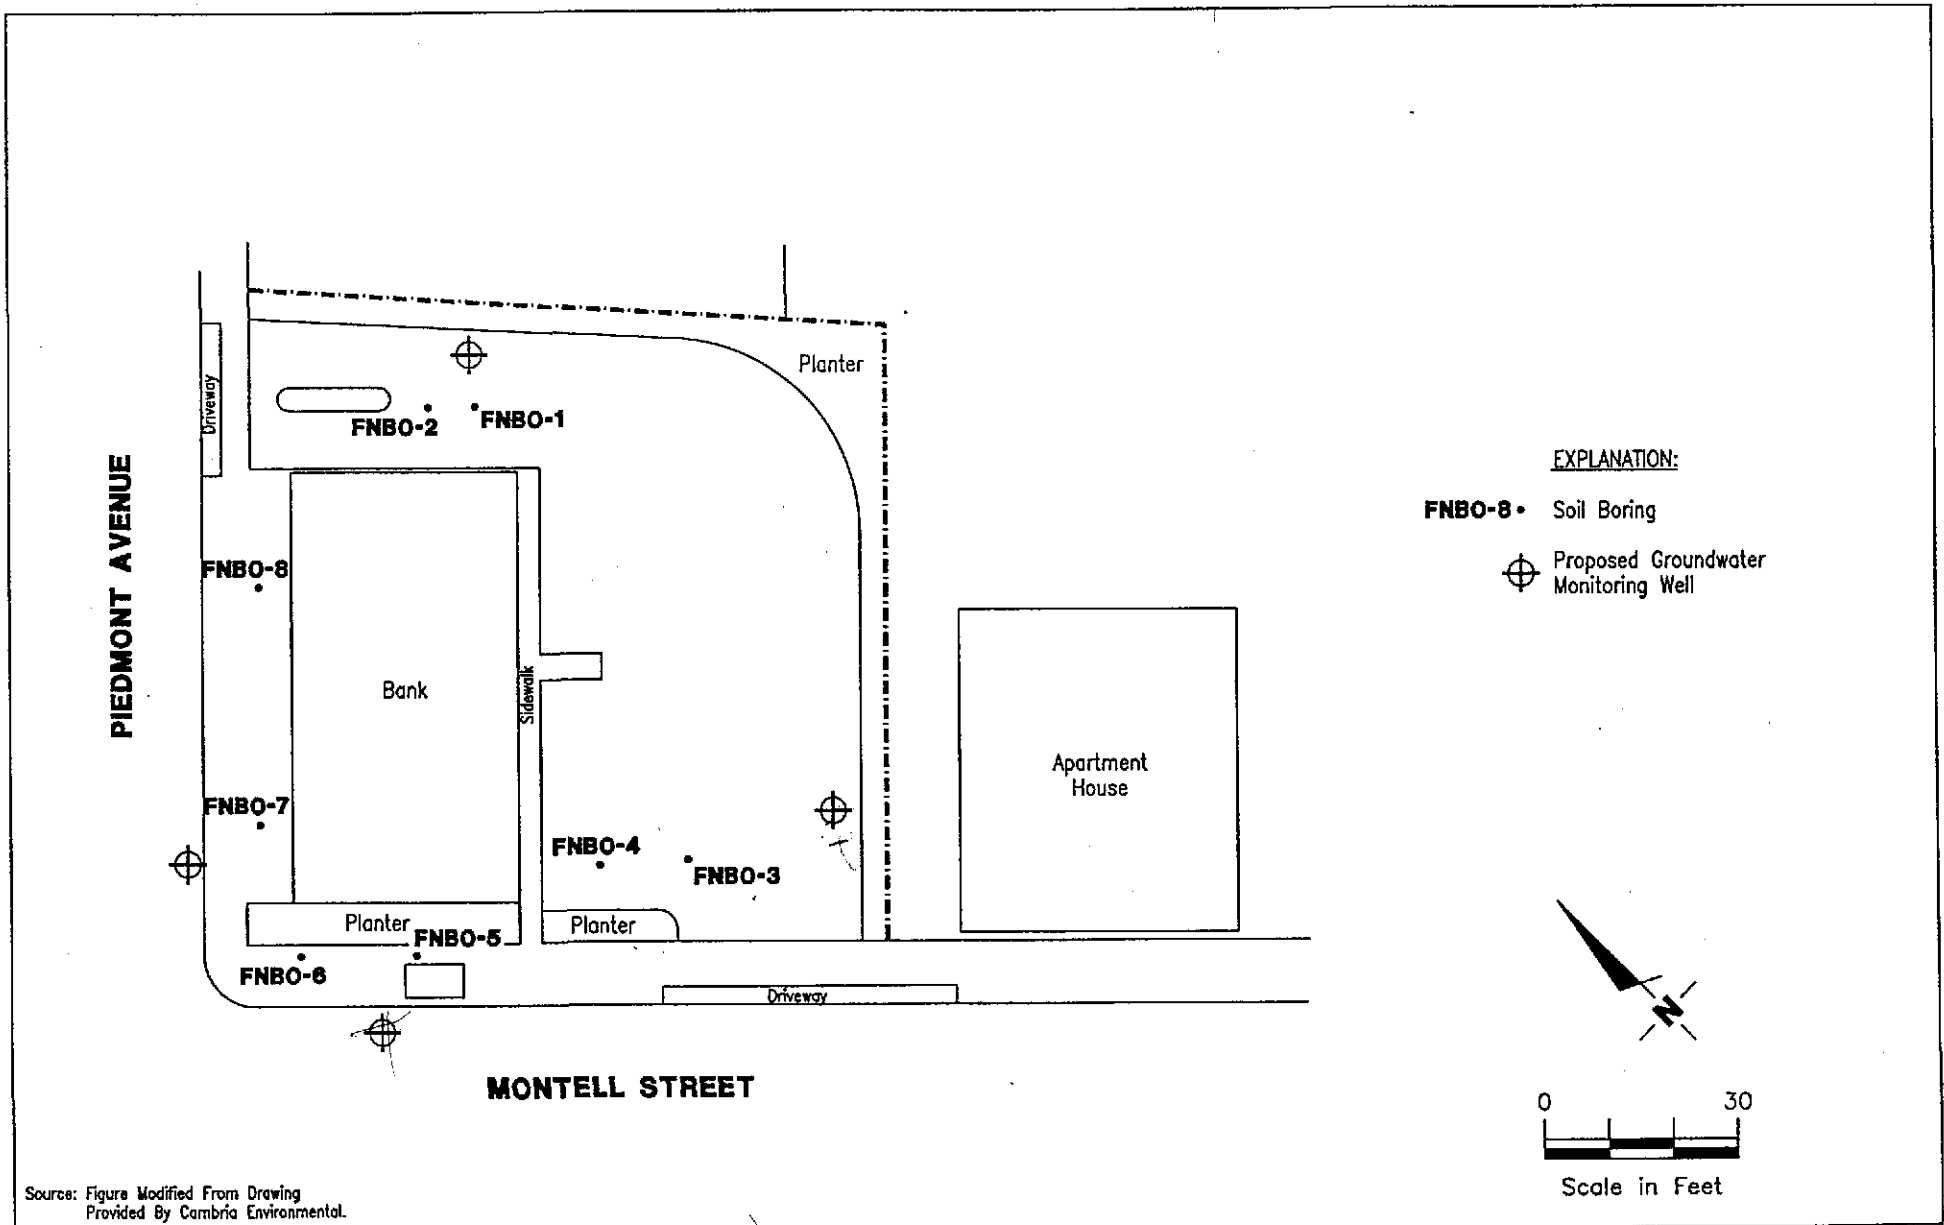 Planter
Driveway
FNBO-2
FNBO-1
PIEDMONT AVENUE
EXPLANATION:
FNBO-8
Soil Boring
Proposed Groundwater
Monitoring Well
FNBO-8
Sidewalk
Bank
Apartment
House
FNBO-7
FNBO-4
FNBO-3
Planter
Planter
FNBO-5
FNBO-6
Driveway
N
MONTELL STREET
0 30
Scale in Feet
Source: Figure Modified From Drawing
Provided By Cambria Environmental.